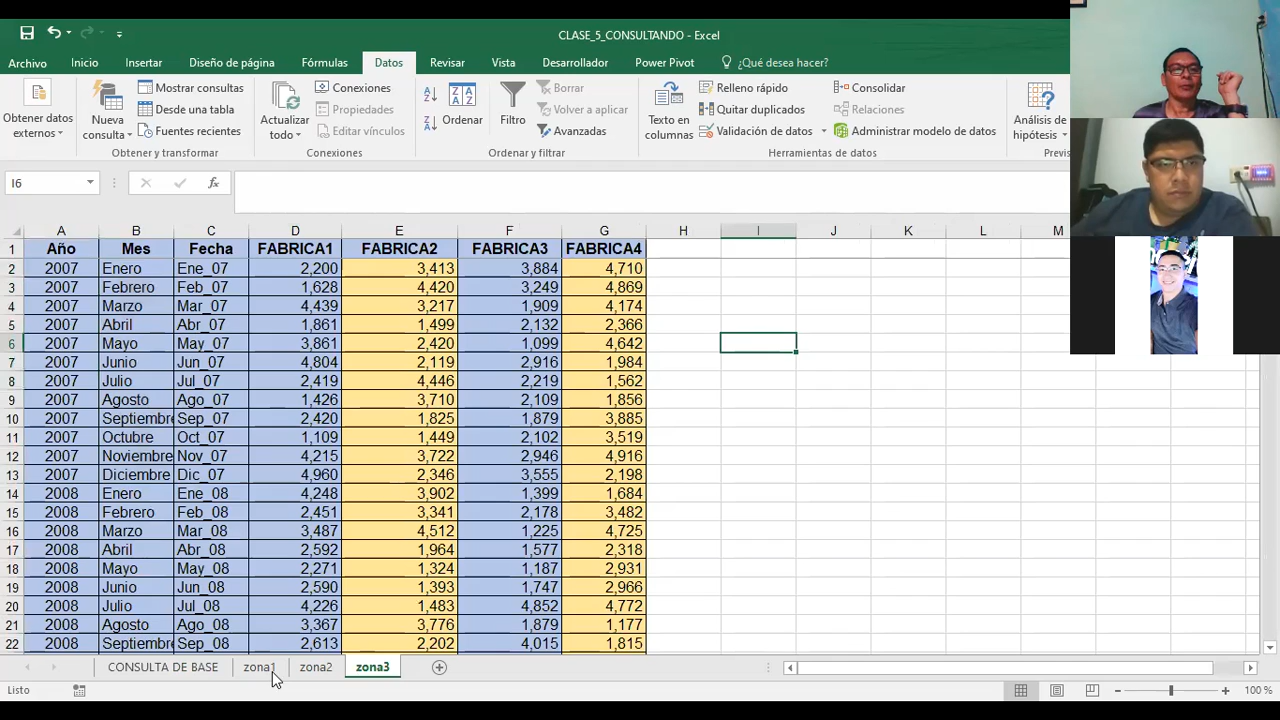 CLASE_5_CONSULTANDO - Excel
Archivo Inicio Insertar Diseño de página Fórmulas Datos Revisar Vista Desarrollador Power Pivot ¿Qué desea hacer?
Obtener datos externos
Nueva consulta
Mostrar consultas
Desde una tabla
Fuentes recientes
Obtener y transformar
Actualizar todo
Conexiones
Propiedades
Editar vínculos
Conexiones
Ordenar
Filtro
Borrar
Volver a aplicar
Avanzadas
Ordenar y filtrar
Texto en columnas
Relleno rápido
Quitar duplicados
Validación de datos
Consolidar
Relaciones
Administrar modelo de datos
Herramientas de datos
Análisis de hipótesis
Previs
I6
A B C D E F G H I J K L M
1 Año Mes Fecha FABRICA1 FABRICA2 FABRICA3 FABRICA4
2 2007 Enero Ene_07 2,200 3,413 3,884 4,710
3 2007 Febrero Feb_07 1,628 4,420 3,249 4,869
4 2007 Marzo Mar_07 4,439 3,217 1,909 4,174
5 2007 Abril Abr_07 1,861 1,499 2,132 2,366
6 2007 Mayo May_07 3,861 2,420 1,099 4,642
7 2007 Junio Jun_07 4,804 2,119 2,916 1,984
8 2007 Julio Jul_07 2,419 4,446 2,219 1,562
9 2007 Agosto Ago_07 1,426 3,710 2,109 1,856
10 2007 Septiembre Sep_07 2,420 1,825 1,879 3,885
11 2007 Octubre Oct_07 1,109 1,449 2,102 3,519
12 2007 Noviembre Nov_07 4,215 3,722 2,946 4,916
13 2007 Diciembre Dic_07 4,960 2,346 3,555 2,198
14 2008 Enero Ene_08 4,248 3,902 1,399 1,684
15 2008 Febrero Feb_08 2,451 3,341 2,178 3,482
16 2008 Marzo Mar_08 3,487 4,512 1,225 4,725
17 2008 Abril Abr_08 2,592 1,964 1,577 2,318
18 2008 Mayo May_08 2,271 1,324 1,187 2,931
19 2008 Junio Jun_08 2,590 1,393 1,747 2,966
20 2008 Julio Jul_08 4,226 1,483 4,852 4,772
21 2008 Agosto Ago_08 3,367 3,776 1,879 1,177
22 2008 Septiembre Sep_08 2,613 2,202 4,015 1,815
CONSULTA DE BASE zona1 zona2 zona3
Listo 100 %